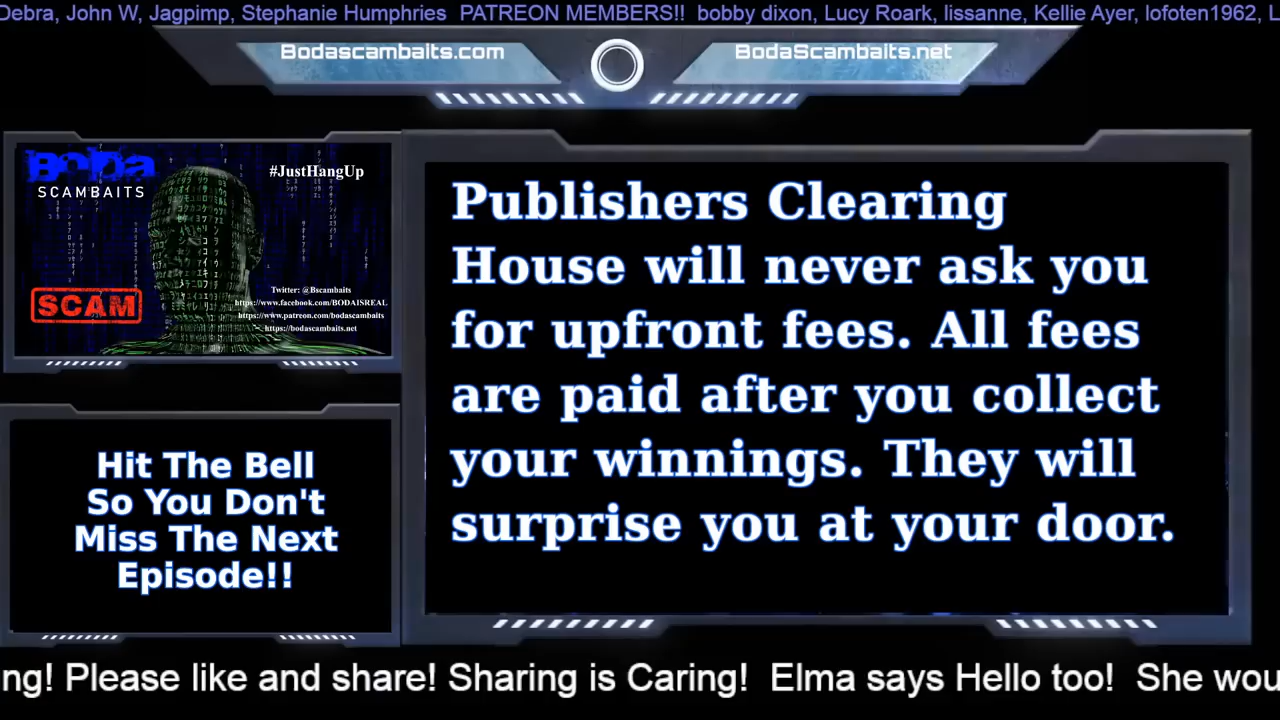 Debra, John W, Jagpimp, Stephanie Humphries PATREON MEMBERS!! bobby dixon, Lucy Roark, lissanne, Kellie Ayer, lofoten1962, L
Bodascambaits.com
BodaScambaits.net
BODA
SCAMBAITS
#JustHangUp
SCAM
Twitter: @Bscambaits
https://www.facebook.com/BODAISREAL
https://www.patreon.com/bodascambaits
https://bodascambaits.net
Publishers Clearing
House will never ask you
for upfront fees. All fees
are paid after you collect
your winnings. They will
surprise you at your door.
Hit The Bell
So You Don't
Miss The Next
Episode!!
ng! Please like and share! Sharing is Caring! Elma says Hello too! She wou